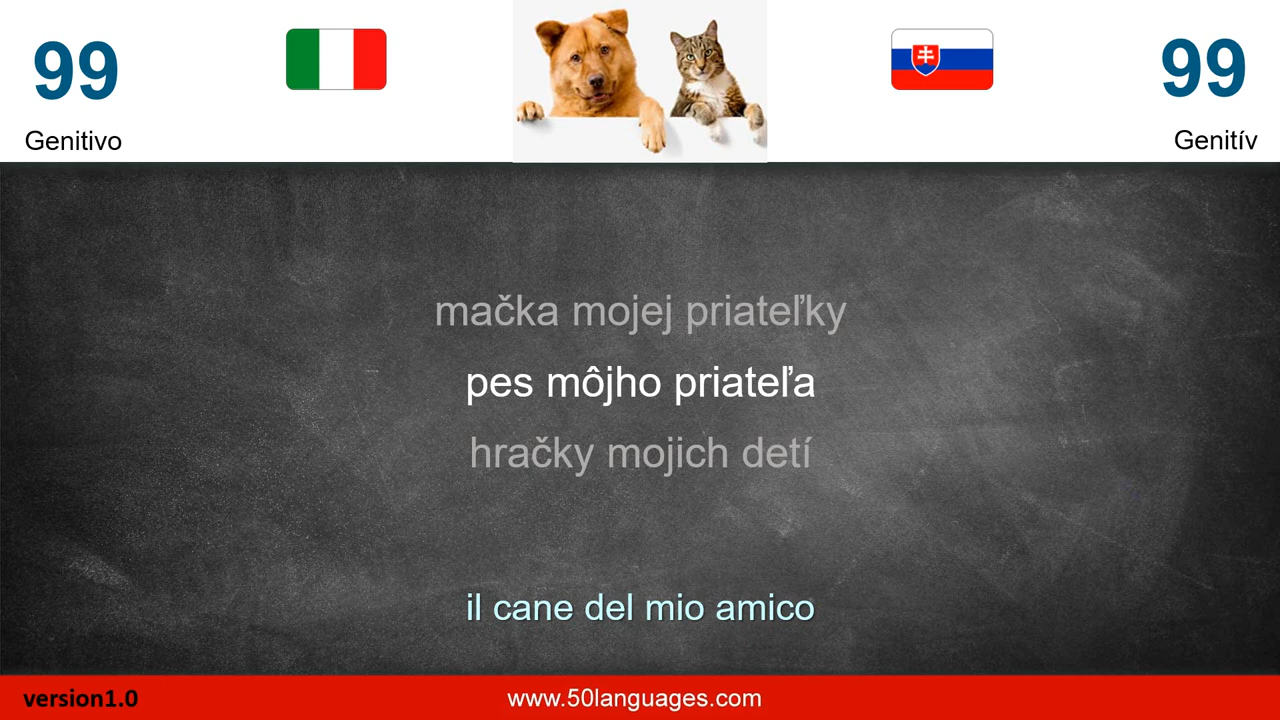 99
99
Genitivo
Genitív
mačka mojej priateľky
pes môjho priateľa
hračky mojich detí
il cane del mio amico
version1.0
www.50languages.com